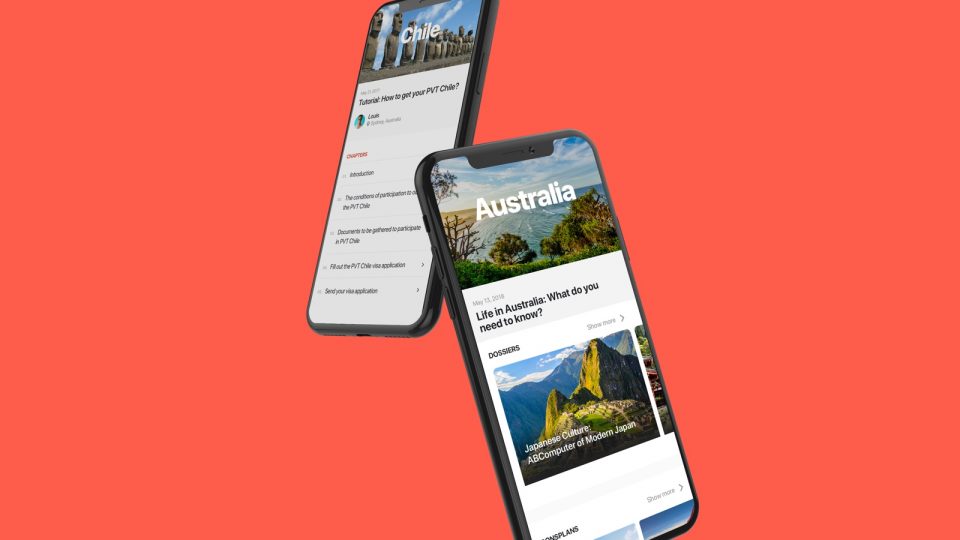 Chile
May 21, 2017
Tutorial: How to get your PVT Chile?
Louis
Sydney, Australia
CHAPTERS
Introduction
The conditions of participation to
the PVT Chile
Documents to be gathered to participate
in PVT Chile
Fill out the PVT Chile visa application
Send your visa application
Australia
May 13, 2018
Life in Australia: What do you
need to know?
Show more
DOSSIERS
Japanese Culture:
ABComputer of Modern Japan
Show more
ONSPLANS